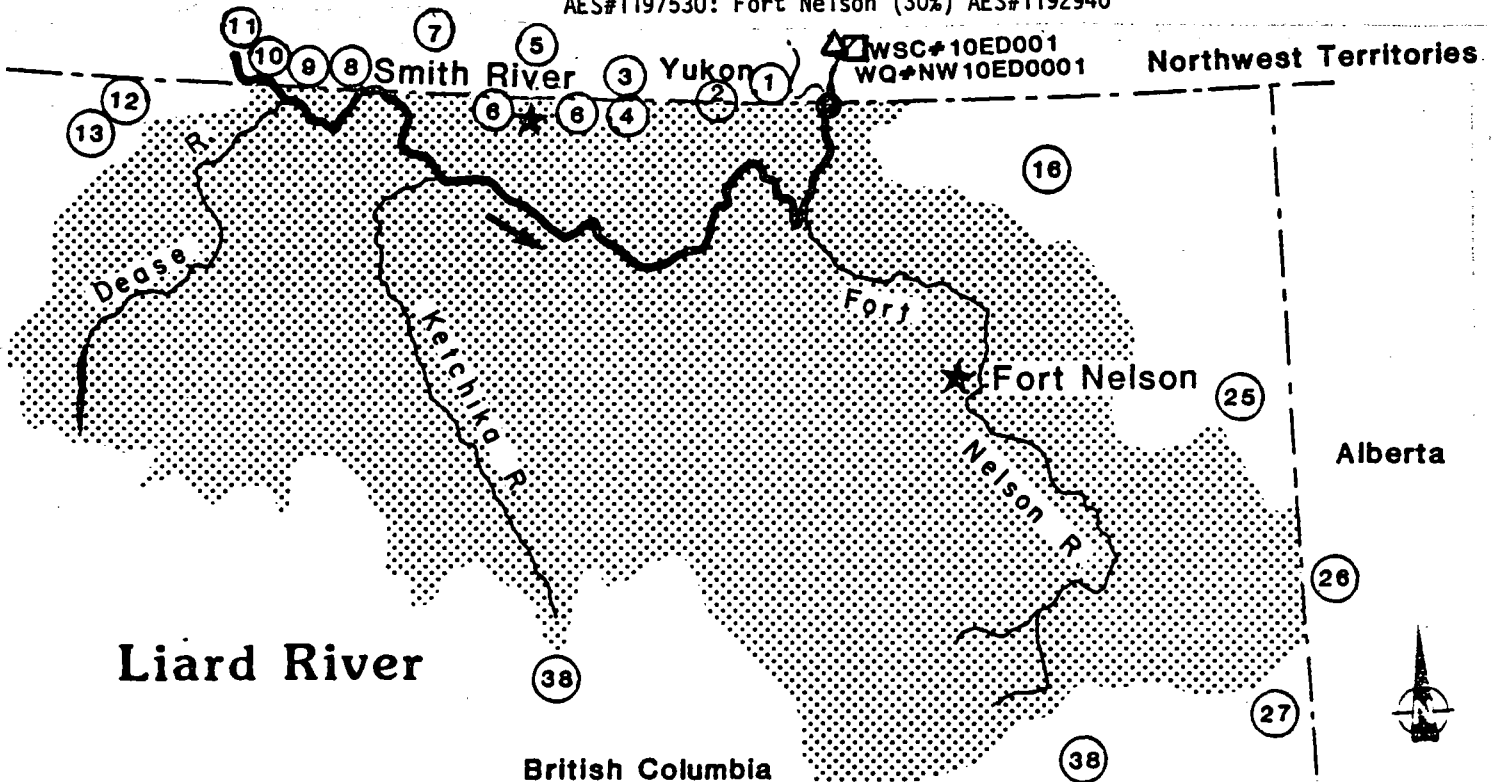 AES#1197530: Fort Nelson (30%) AES#1192940
11
10
9
8
7
5
3
1
2
6
6
4
12
13
Smith River
Yukon
WSC#10ED001
WQ#NW10ED0001
Northwest Territories
16
Dease R.
Ketchika R.
Fort Nelson R
Fort Nelson
25
Alberta
26
27
Liard River
38
38
British Columbia